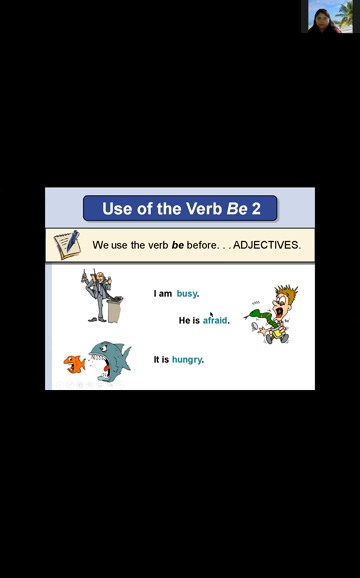 Use of the Verb Be 2
We use the verb be before. . . ADJECTIVES.
I am busy.
He is afraid.
It is hungry.